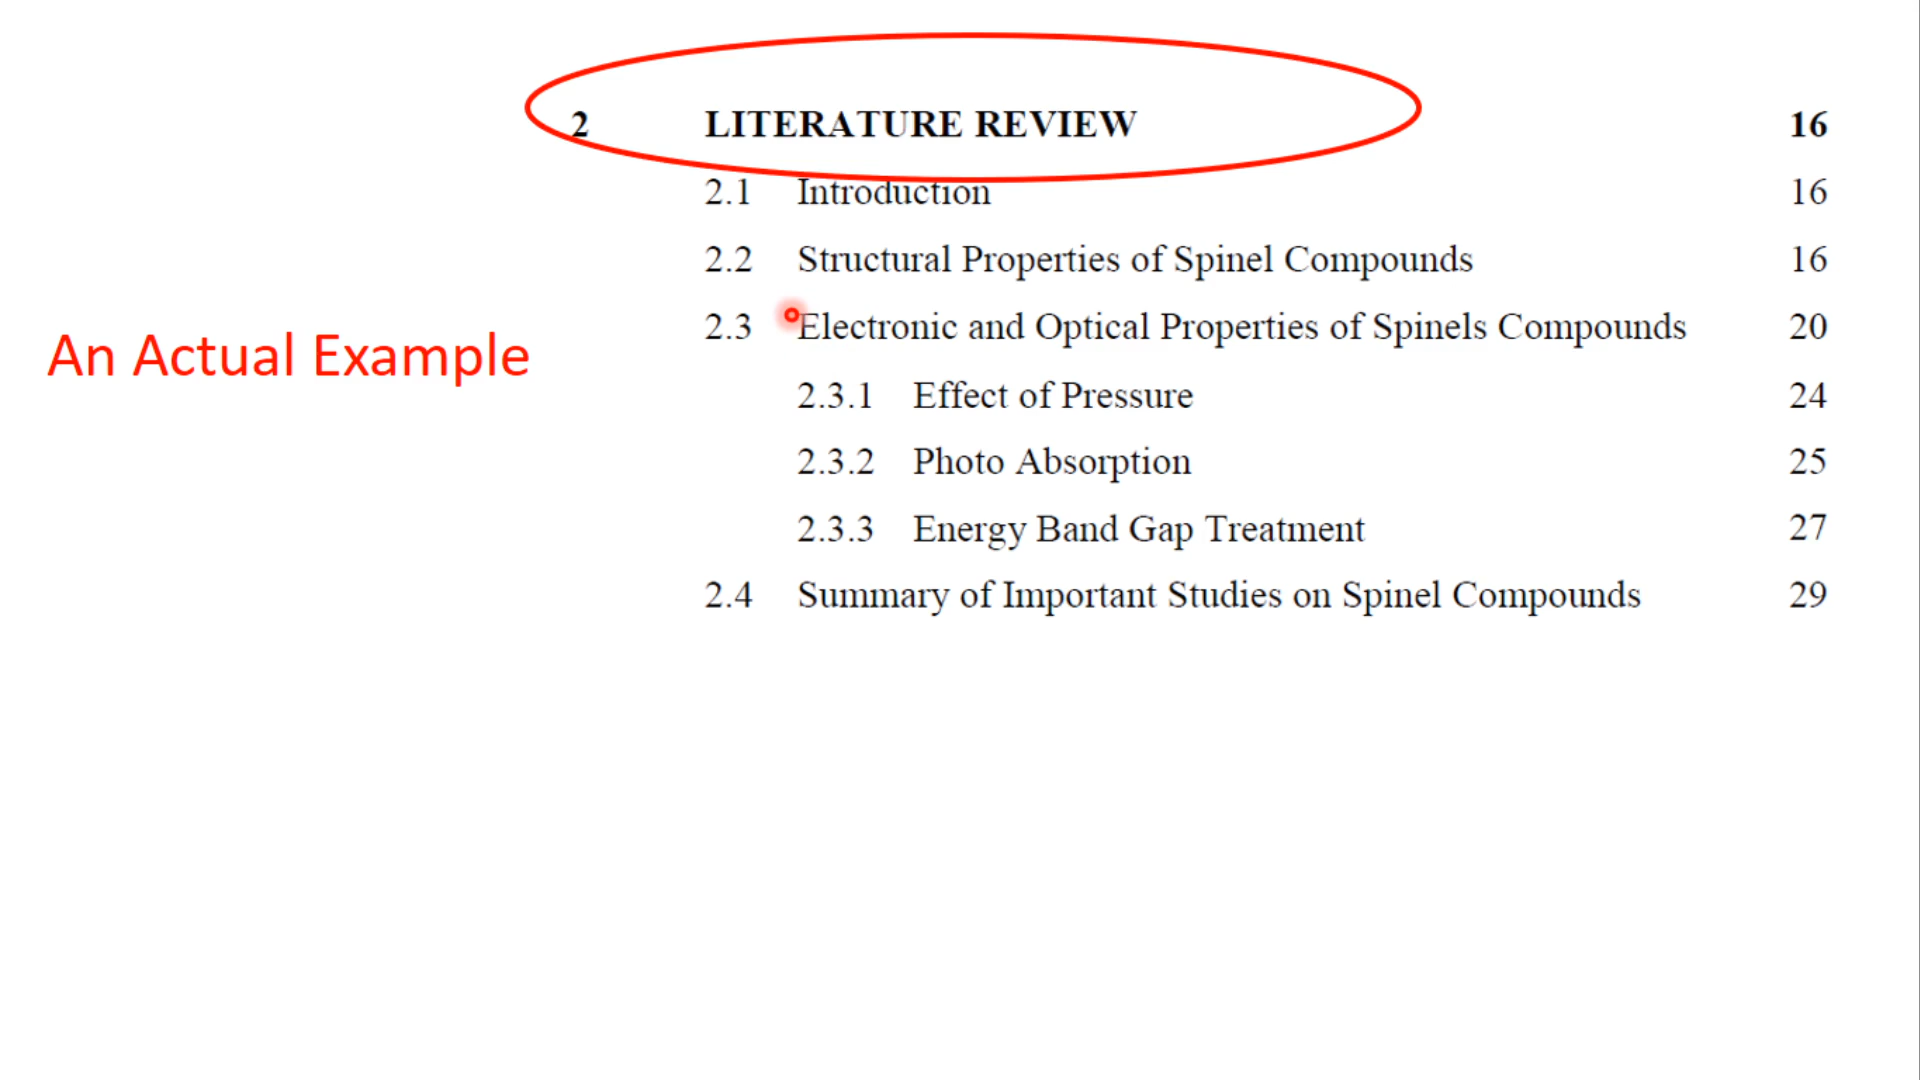 2 LITERATURE REVIEW 16
2.1 Introduction 16
2.2 Structural Properties of Spinel Compounds 16
2.3 Electronic and Optical Properties of Spinels Compounds 20
An Actual Example
2.3.1 Effect of Pressure 24
2.3.2 Photo Absorption 25
2.3.3 Energy Band Gap Treatment 27
2.4 Summary of Important Studies on Spinel Compounds 29